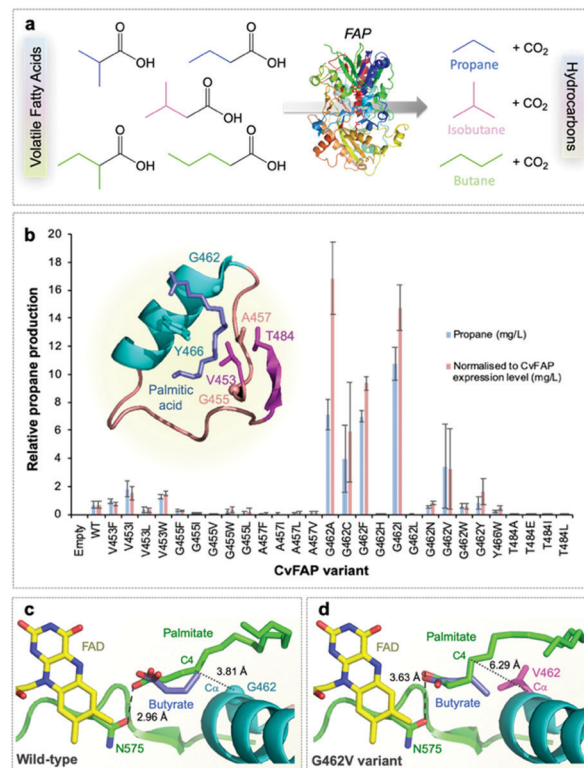 a
Volatile Fatty Acids
O
OH
O
OH
O
OH
O
OH
O
OH
FAP
Propane
+ CO2
Isobutane
+ CO2
Butane
+ CO2
Hydrocarbons
b
Relative propane production
20
18
16
14
12
10
8
6
4
2
0
G462
A457
T484
Y466
V453
Palmitic
acid
G455
Propane (mg/L)
Normalised to CvFAP
expression level (mg/L)
Empty
WT
V453F
V453I
V453L
V453W
G455F
G455I
G455V
G455W
G455L
A457F
A457I
A457L
A457V
G462A
G462C
G462F
G462H
G462I
G462L
G462N
G462V
G462W
G462Y
Y466W
T484A
T484E
T484I
T484L
CvFAP variant
c
FAD
Palmitate
C4
3.81 Å
Cα
G462
Butyrate
2.96 Å
N575
Wild-type
d
FAD
Palmitate
C4
6.29 Å
V462
3.63 Å
Cα
Butyrate
N575
G462V variant